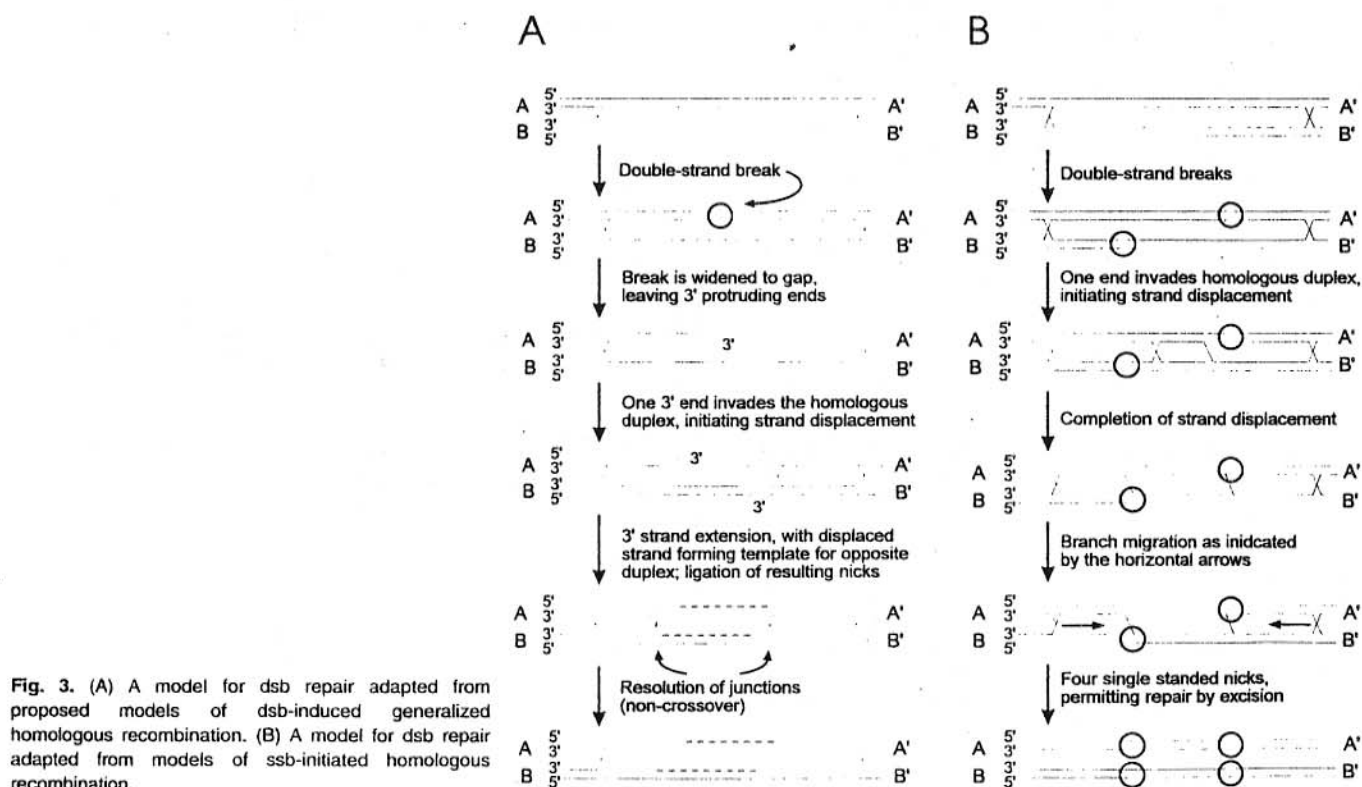 A
B
A 5' 3' A'
B 3' 5' B'
Double-strand break
A 5' 3' A'
B 3' 5' B'
Break is widened to gap,
leaving 3' protruding ends
A 5' 3' 3' A'
B 3' 5' B'
One 3' end invades the homologous
duplex, initiating strand displacement
A 5' 3' 3' A'
B 3' 5' 3' B'
3' strand extension, with displaced
strand forming template for opposite
duplex; ligation of resulting nicks
A 5' 3' A'
B 3' 5' B'
Resolution of junctions
(non-crossover)
A 5' 3' A'
B 3' 5' B'
A 5' 3' A'
B 3' 5' B'
Double-strand breaks
A 5' 3' A'
B 3' 5' B'
One end invades homologous duplex,
initiating strand displacement
A 5' 3' A'
B 3' 5' B'
Completion of strand displacement
A 5' 3' A'
B 3' 5' B'
Branch migration as inidcated
by the horizontal arrows
A 5' 3' A'
B 3' 5' B'
Four single standed nicks,
permitting repair by excision
A 5' 3' A'
B 3' 5' B'
Fig. 3. (A) A model for dsb repair adapted from
proposed models of dsb-induced generalized
homologous recombination. (B) A model for dsb repair
adapted from models of ssb-initiated homologous
recombination.